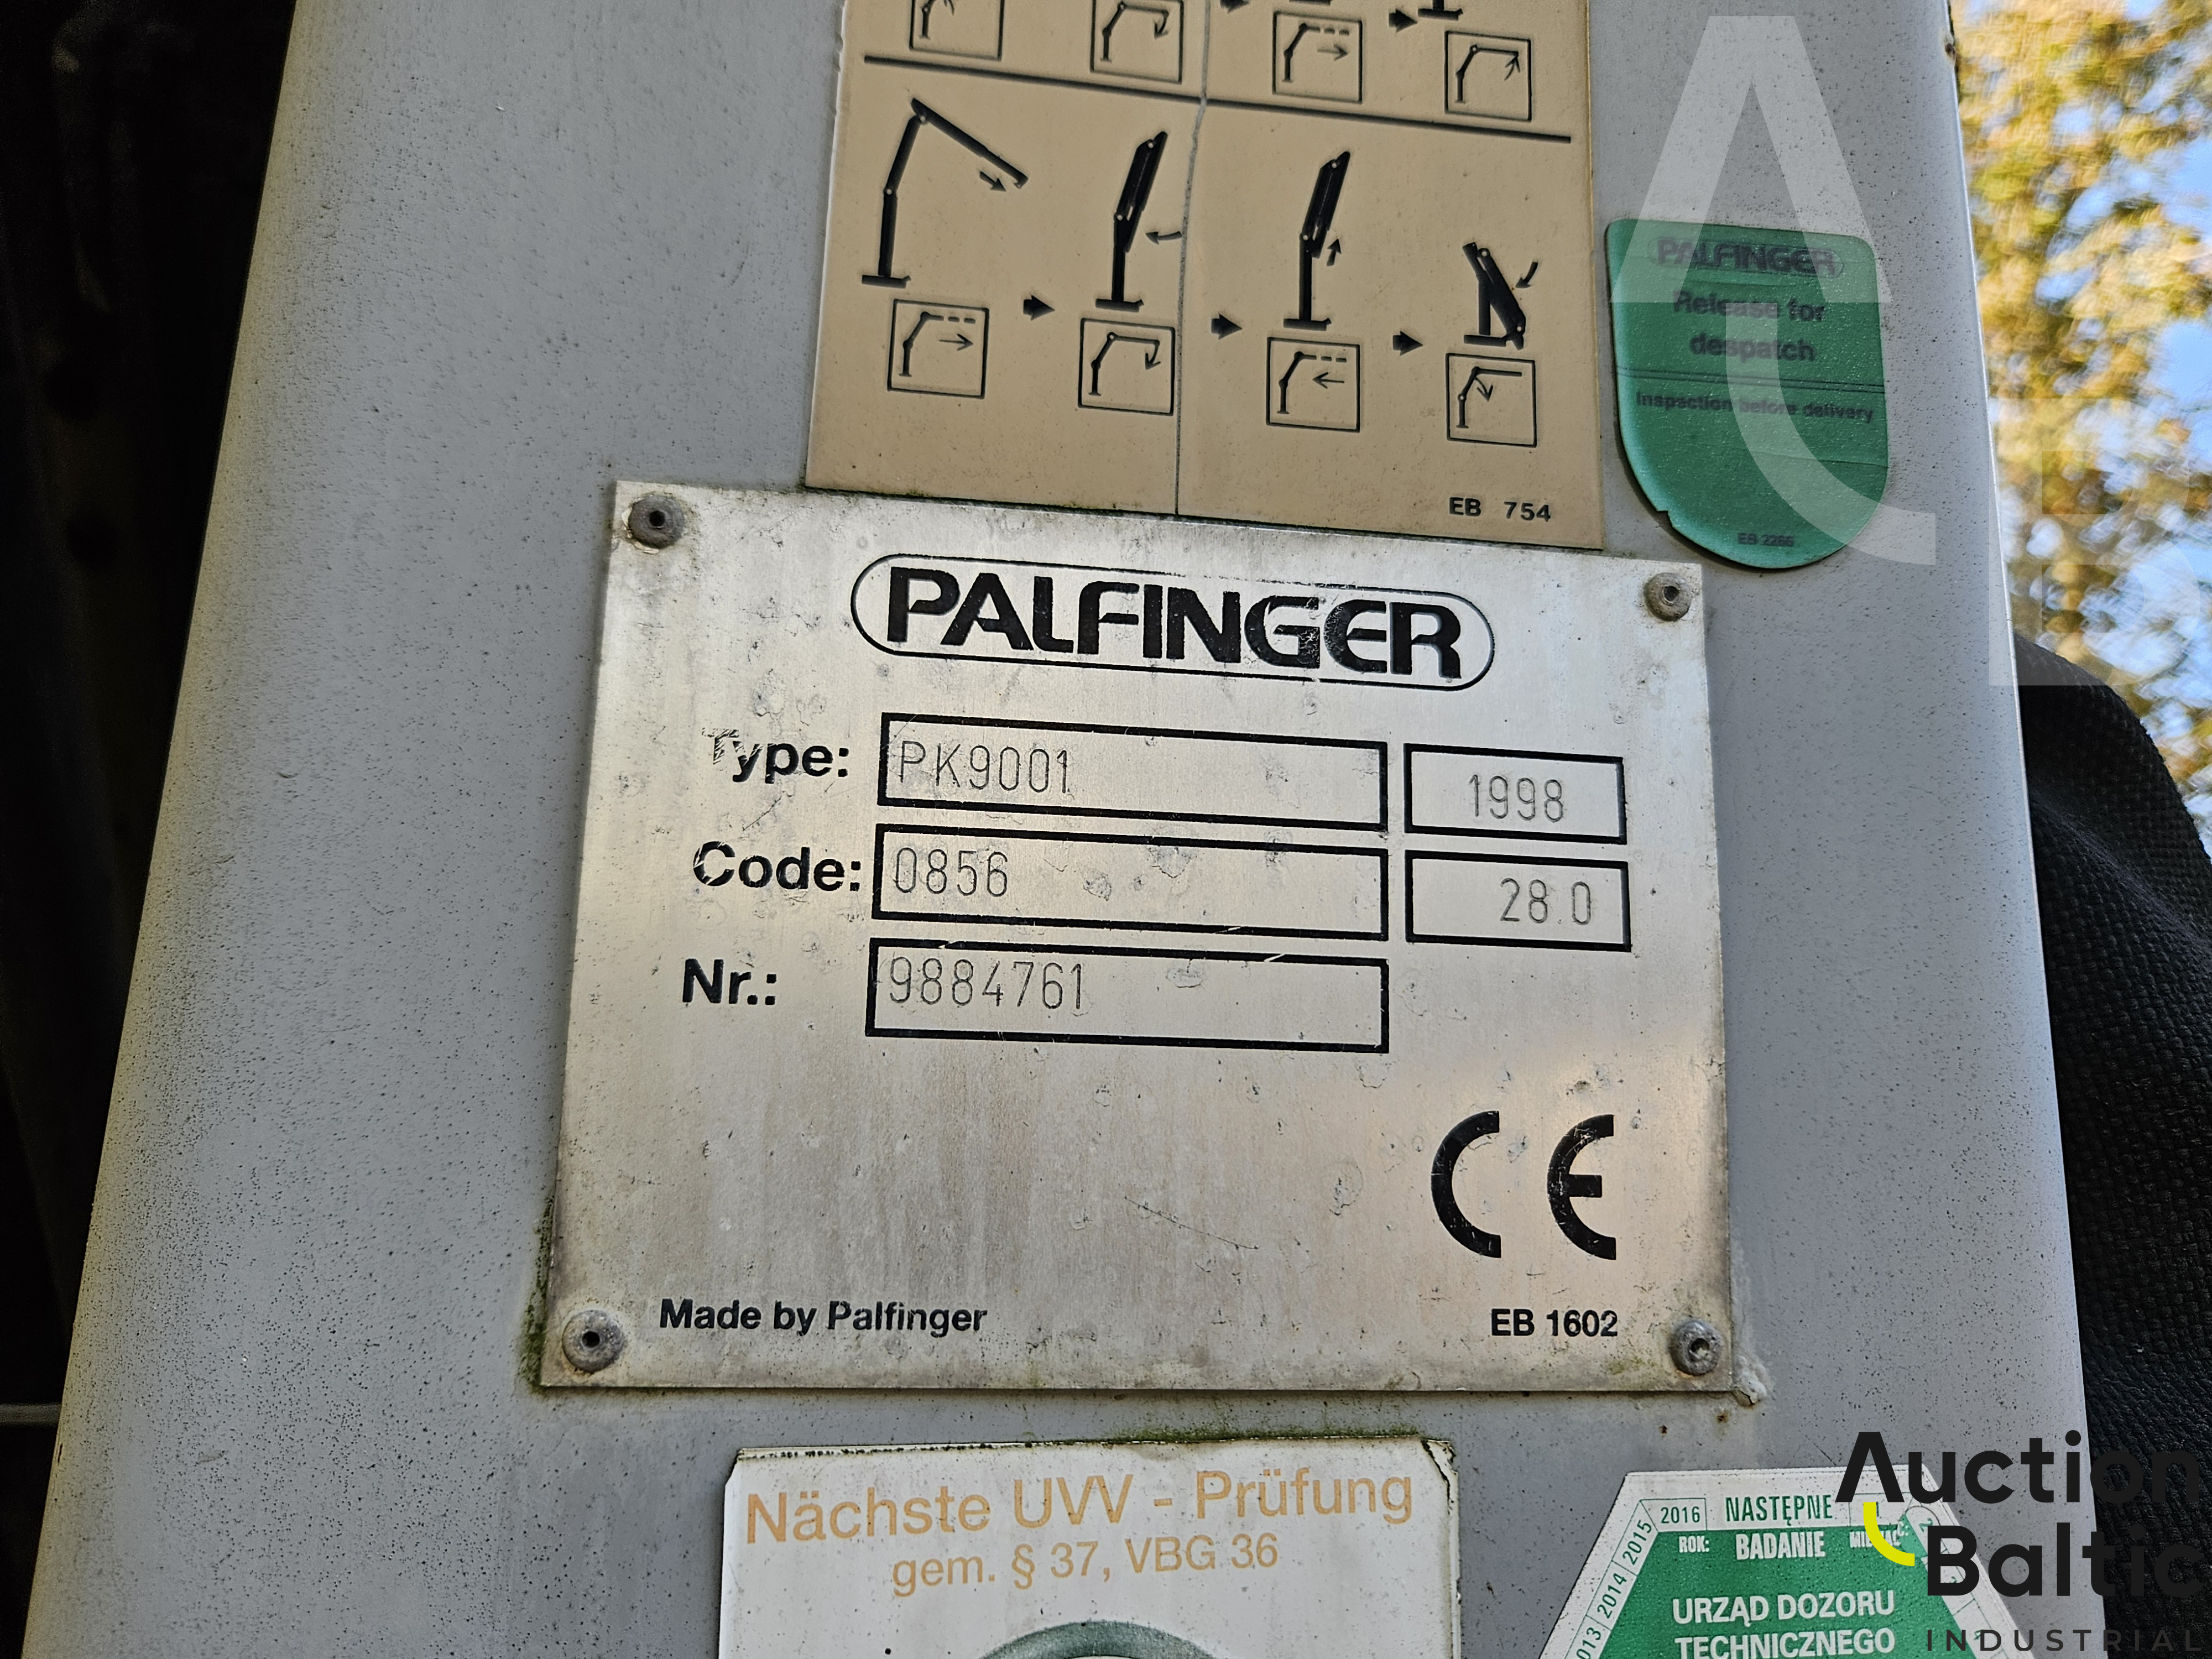 EB 754
PALFINGER
Release for
despatch
Inspection before delivery
EB 2266
PALFINGER
Type: PK9001 1998
Code: 0856 28.0
Nr.: 9884761
CE
Made by Palfinger EB 1602
Nächste UVV - Prüfung
gem. § 37, VBG 36
2014 2015 2016 NASTĘPNE
ROK: BADANIE
URZĄD DOZORU
TECHNICZNEGO
Auction
Baltic
INDUSTRIAL